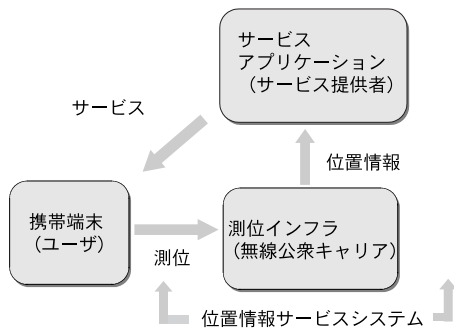 サービス
アプリケーション
（サービス提供者）
サービス
位置情報
携帯端末
（ユーザ）
測位インフラ
（無線公衆キャリア）
測位
位置情報サービスシステム